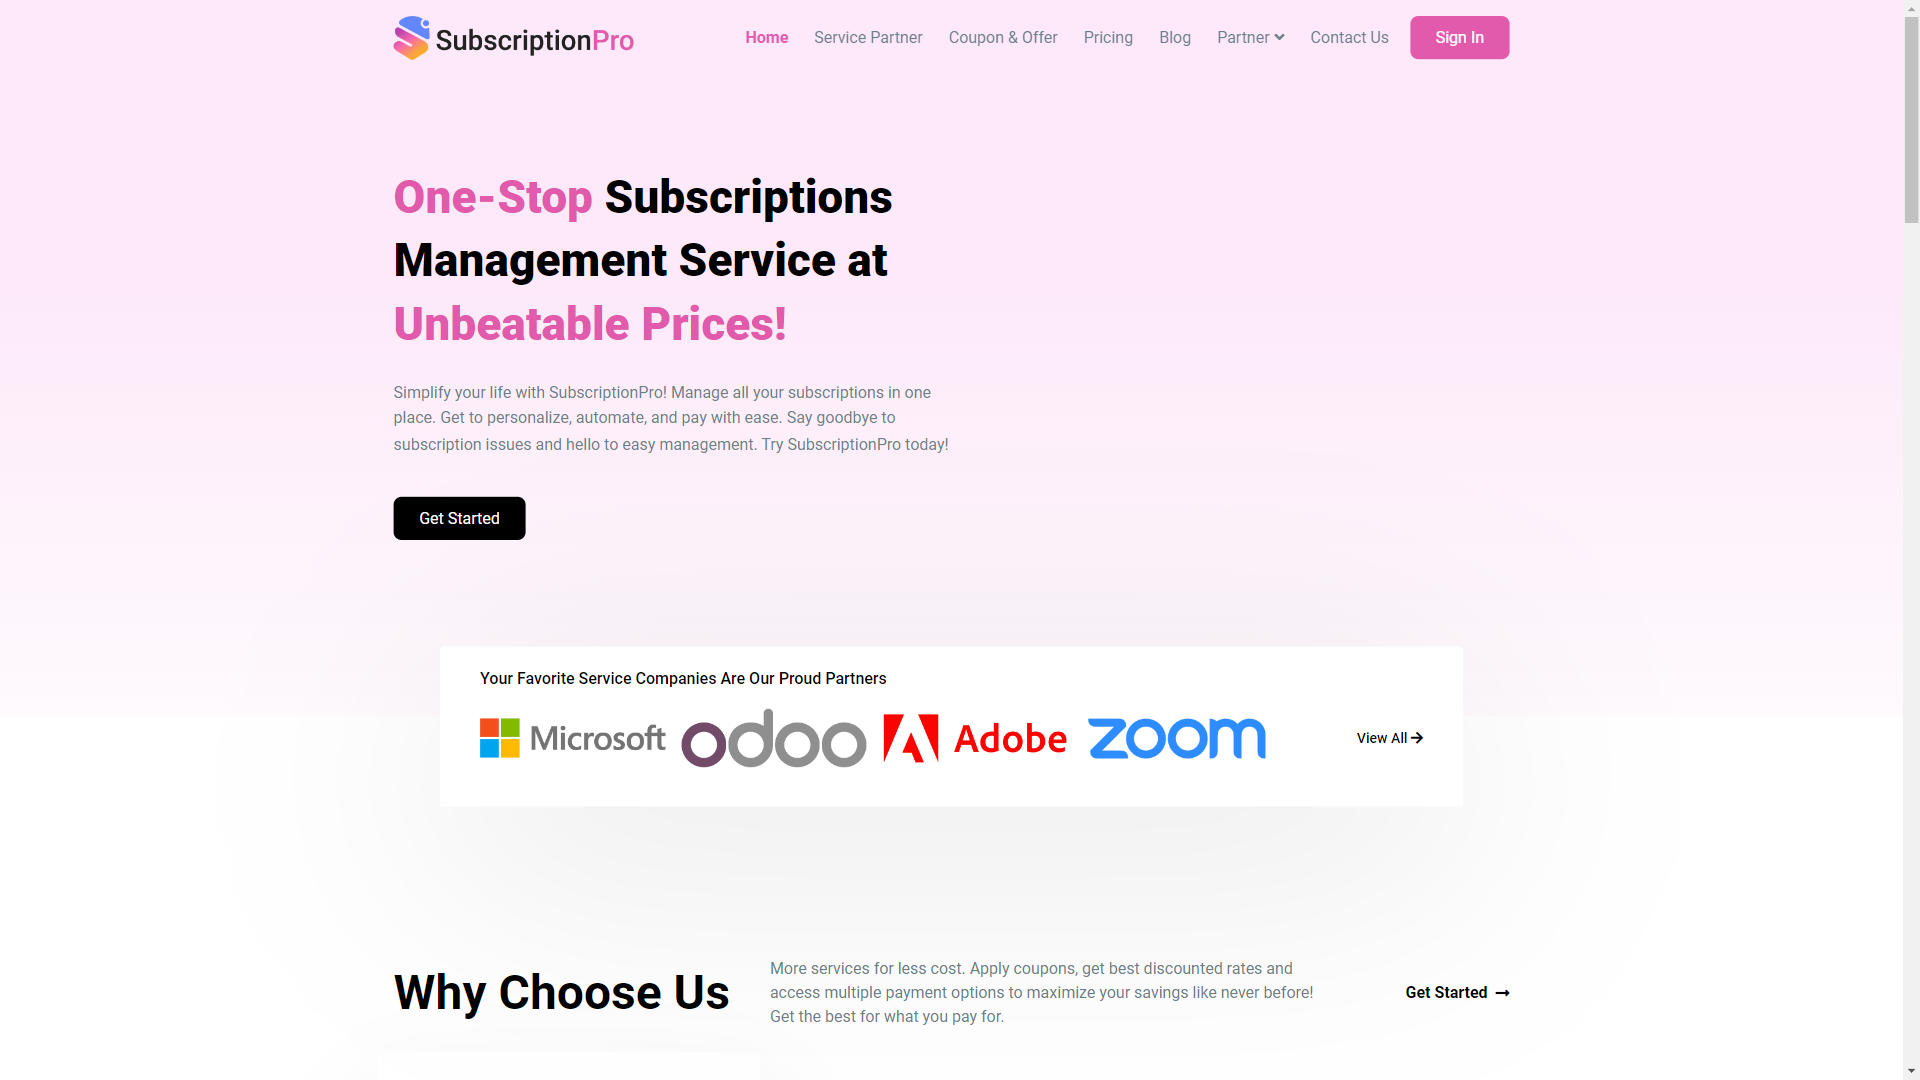 SubscriptionPro
Home Service Partner Coupon & Offer Pricing Blog Partner Contact Us Sign In
One-Stop Subscriptions
Management Service at
Unbeatable Prices!
Simplify your life with SubscriptionPro! Manage all your subscriptions in one
place. Get to personalize, automate, and pay with ease. Say goodbye to
subscription issues and hello to easy management. Try SubscriptionPro today!
Get Started
Your Favorite Service Companies Are Our Proud Partners
Microsoft odoo Adobe zoom View All
Why Choose Us
More services for less cost. Apply coupons, get best discounted rates and
access multiple payment options to maximize your savings like never before!
Get the best for what you pay for.
Get Started